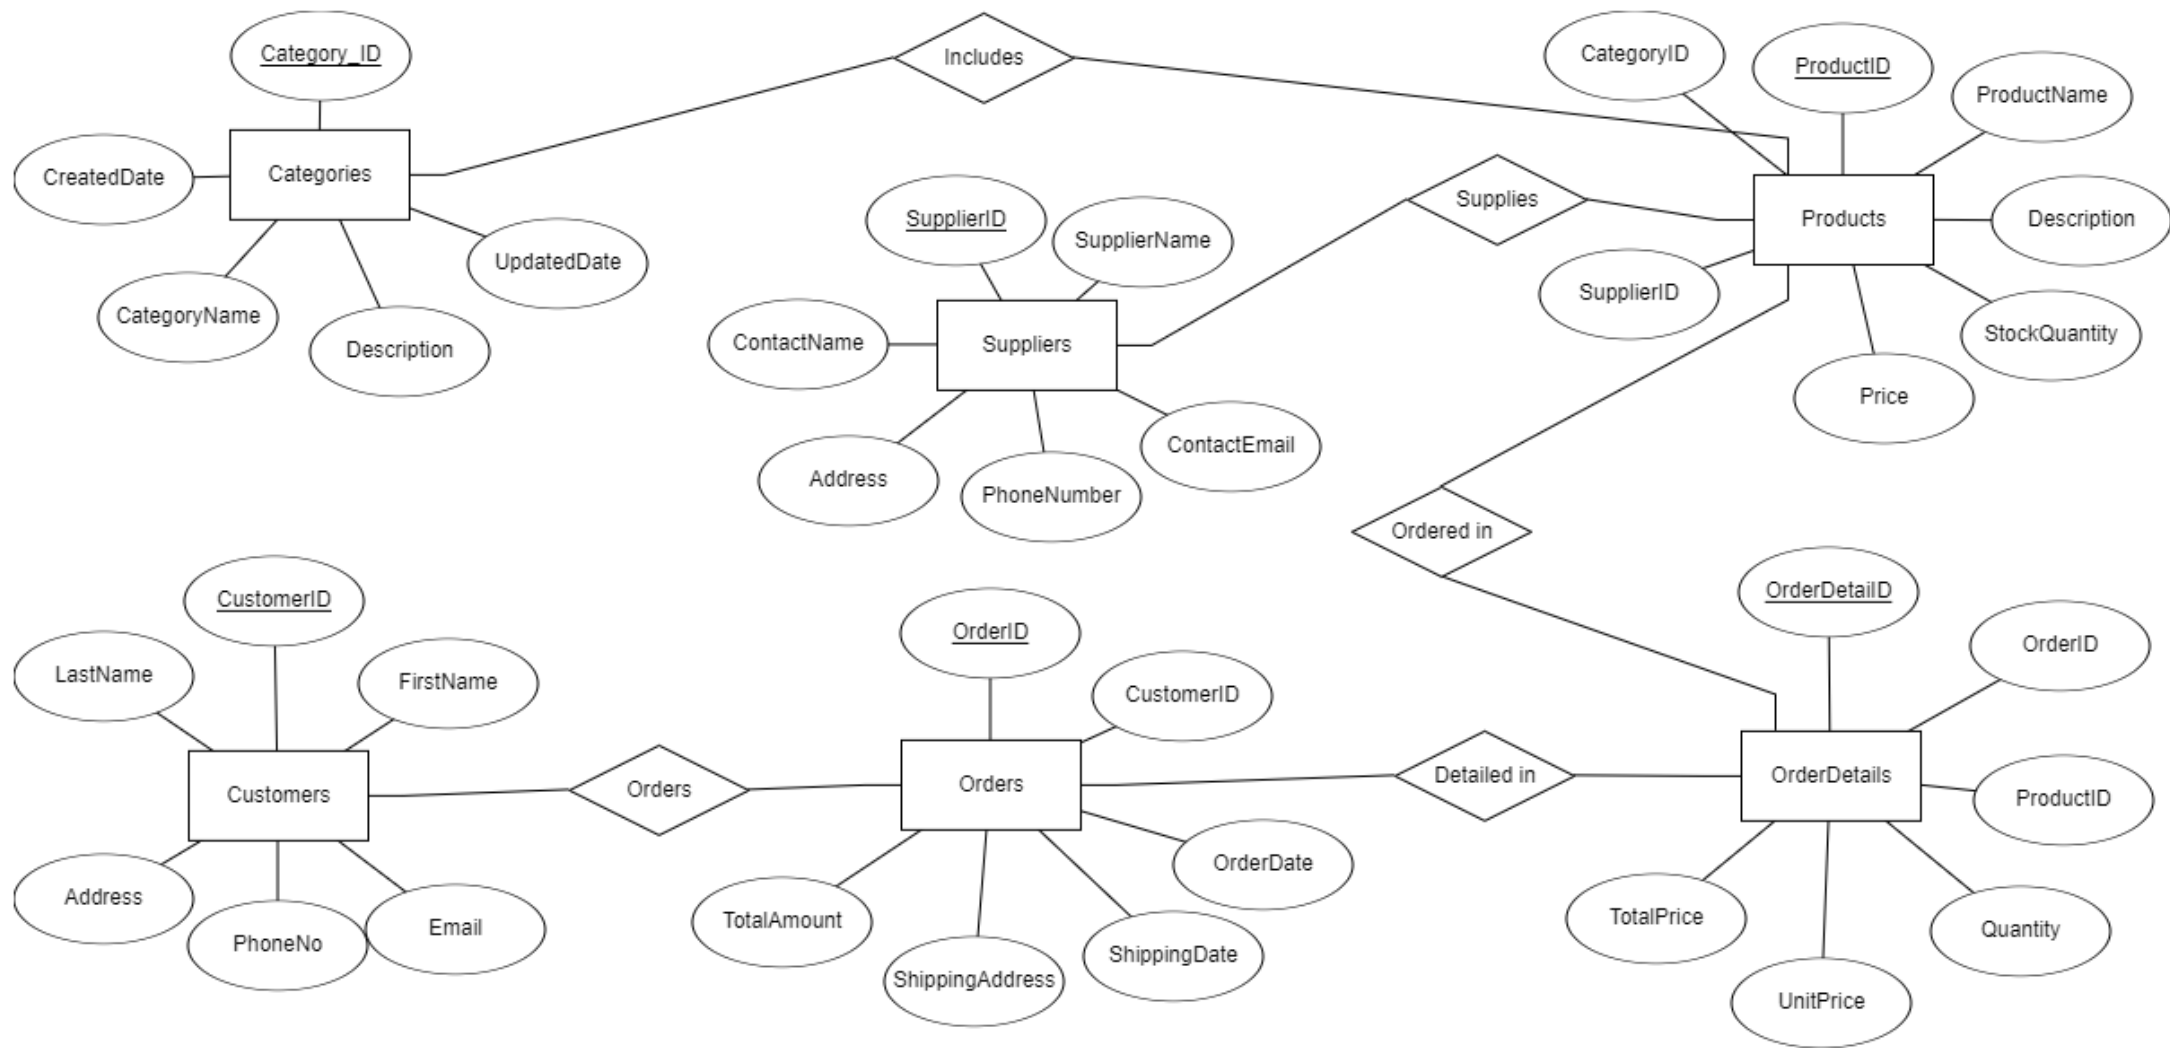 Category_ID
Includes
CategoryID
ProductID
ProductName
CreatedDate
Categories
Supplies
SupplierID
SupplierName
Products
Description
UpdatedDate
CategoryName
Description
ContactName
Suppliers
SupplierID
StockQuantity
Price
Address
PhoneNumber
ContactEmail
Ordered in
CustomerID
LastName
FirstName
OrderID
CustomerID
OrderDetailD
OrderID
Customers
Orders
Orders
Detailed in
OrderDetails
ProductID
Address
PhoneNo
Email
TotalAmount
ShippingAddress
ShippingDate
OrderDate
TotalPrice
UnitPrice
Quantity